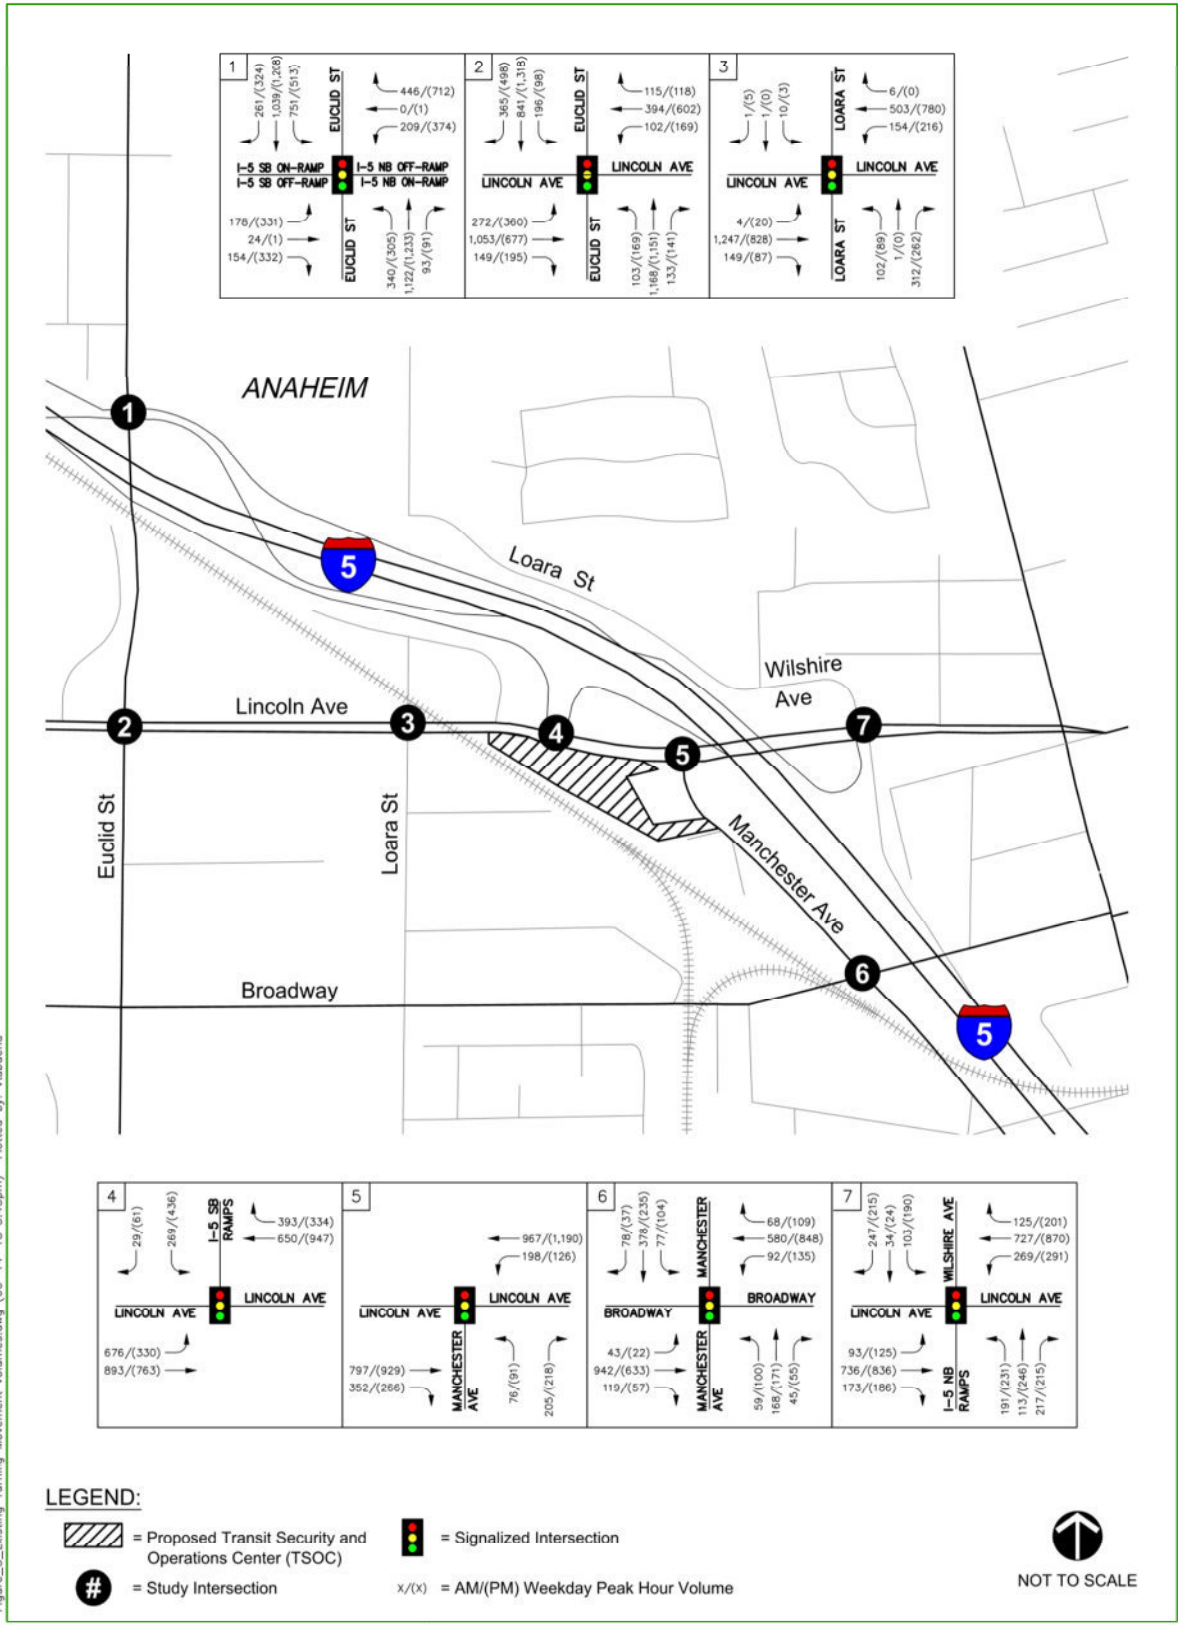 1
261/(324)
1,039/(1,208)
751/(513)
EUCLID ST
446/(712)
0/(1)
209/(374)
I-5 SB ON-RAMP
I-5 SB OFF-RAMP
I-5 NB OFF-RAMP
I-5 NB ON-RAMP
178/(331)
24/(1)
154/(332)
EUCLID ST
340/(305)
1,122/(1,233)
93/(91)
2
365/(498)
841/(1,318)
196/(98)
EUCLID ST
115/(118)
394/(602)
102/(169)
LINCOLN AVE
LINCOLN AVE
272/(360)
1,053/(677)
149/(195)
EUCLID ST
103/(169)
1,168/(1,151)
133/(141)
3
1/(5)
1/(0)
10/(3)
LOARA ST
6/(0)
503/(780)
154/(216)
LINCOLN AVE
LINCOLN AVE
4/(20)
1,247/(828)
149/(87)
LOARA ST
102/(89)
1/(0)
312/(262)
ANAHEIM
1
5
Loara St
Wilshire
Ave
Lincoln Ave
2
3
4
5
7
Euclid St
Loara St
Manchester Ave
6
Broadway
5
4
29/(61)
269/(436)
I-5 SB
RAMPS
393/(334)
650/(947)
LINCOLN AVE
LINCOLN AVE
676/(330)
893/(763)
5
967/(1,190)
198/(126)
LINCOLN AVE
LINCOLN AVE
797/(929)
352/(266)
MANCHESTER
AVE
76/(91)
205/(218)
6
78/(37)
378/(235)
77/(104)
MANCHESTER
68/(109)
580/(848)
92/(135)
BROADWAY
BROADWAY
43/(22)
942/(633)
119/(57)
MANCHESTER
AVE
59/(100)
168/(171)
45/(55)
7
247/(215)
34/(24)
103/(190)
WILSHIRE AVE
125/(201)
727/(870)
269/(291)
LINCOLN AVE
LINCOLN AVE
93/(125)
736/(836)
173/(186)
I-5 NB
RAMPS
191/(231)
113/(246)
217/(215)
LEGEND:
= Proposed Transit Security and
Operations Center (TSOC)
= Signalized Intersection
# = Study Intersection
X/(X) = AM/(PM) Weekday Peak Hour Volume
NOT TO SCALE